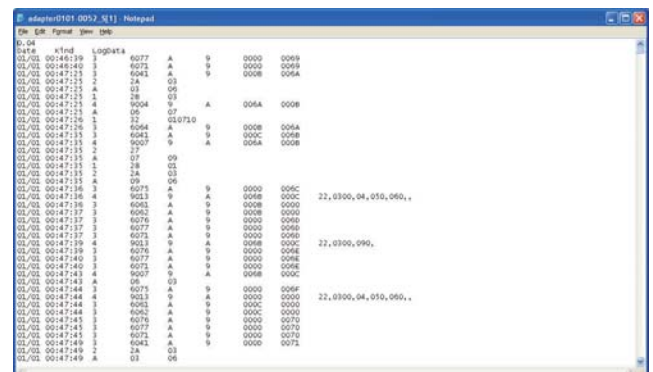 adapter0101-0052_S[1] - Notepad
File Edit Format View Help
0.04
Date Kind LogData
01/01 00:46:39 3 6077 A 9 0000 0069
01/01 00:46:40 3 6071 A 9 0000 0069
01/01 00:47:25 3 6041 A 9 000B 006A
01/01 00:47:25 2 2A 03
01/01 00:47:25 A 03 06
01/01 00:47:25 1 28 03
01/01 00:47:25 4 9004 9 A 006A 000B
01/01 00:47:25 A 06 07
01/01 00:47:26 1 32 010710
01/01 00:47:26 3 6064 A 9 000B 006A
01/01 00:47:35 3 6041 A 9 000C 006B
01/01 00:47:35 4 9007 9 A 006A 000B
01/01 00:47:35 2 27
01/01 00:47:35 A 07 09
01/01 00:47:35 1 28 01
01/01 00:47:35 2 2A 03
01/01 00:47:35 A 09 06
01/01 00:47:36 3 6075 A 9 0000 006C
01/01 00:47:36 4 9013 9 A 006B 000C 22,0300,04,050,060,,
01/01 00:47:36 3 6061 A 9 000B 0000
01/01 00:47:37 3 6062 A 9 000B 0000
01/01 00:47:37 3 6076 A 9 0000 006D
01/01 00:47:37 3 6077 A 9 0000 006D
01/01 00:47:37 3 6071 A 9 0000 006D
01/01 00:47:39 4 9013 9 A 006B 000C 22,0300,090,
01/01 00:47:39 3 6076 A 9 0000 006E
01/01 00:47:40 3 6077 A 9 0000 006E
01/01 00:47:40 3 6071 A 9 0000 006E
01/01 00:47:43 4 9007 9 A 006B 000C
01/01 00:47:43 A 06 03
01/01 00:47:44 3 6075 A 9 0000 006F
01/01 00:47:44 4 9013 9 A 0000 0000 22,0300,04,050,060,,
01/01 00:47:44 3 6061 A 9 000C 0000
01/01 00:47:44 3 6062 A 9 000C 0000
01/01 00:47:45 3 6076 A 9 0000 0070
01/01 00:47:45 3 6077 A 9 0000 0070
01/01 00:47:45 3 6071 A 9 0000 0070
01/01 00:47:49 3 6041 A 9 000D 0071
01/01 00:47:49 2 2A 03
01/01 00:47:49 A 03 06